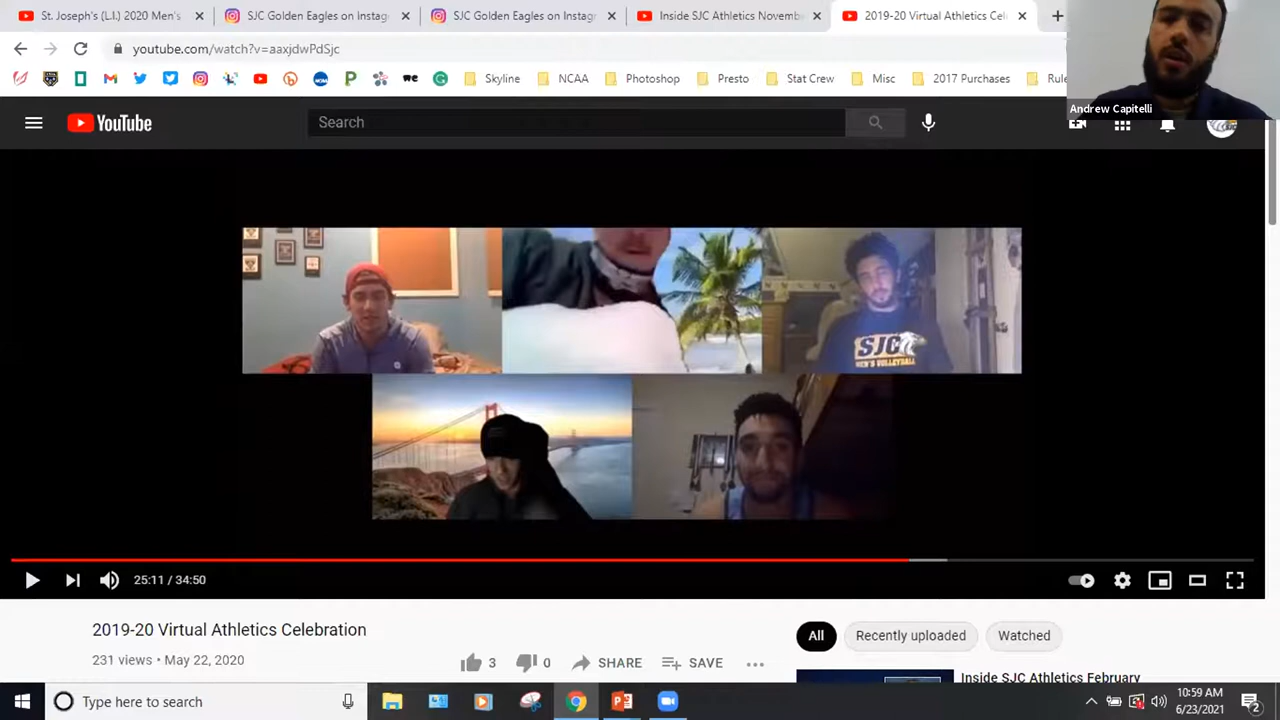 St. Joseph's (L.I.) 2020 Men's
SJC Golden Eagles on Instag
SJC Golden Eagles on Instag
Inside SJC Athletics Novemb
2019-20 Virtual Athletics Cel
youtube.com/watch?v=aaxjdwPdSjc
Skyline
NCAA
Photoshop
Presto
Stat Crew
Misc
2017 Purchases
Rule
Andrew Capitelli
YouTube
Search
SJC
MEN'S VOLLEYBALL
25:11 / 34:50
2019-20 Virtual Athletics Celebration
All
Recently uploaded
Watched
231 views • May 22, 2020
3
0
SHARE
SAVE
Inside SJC Athletics February
Type here to search
10:59 AM
6/23/2021
2